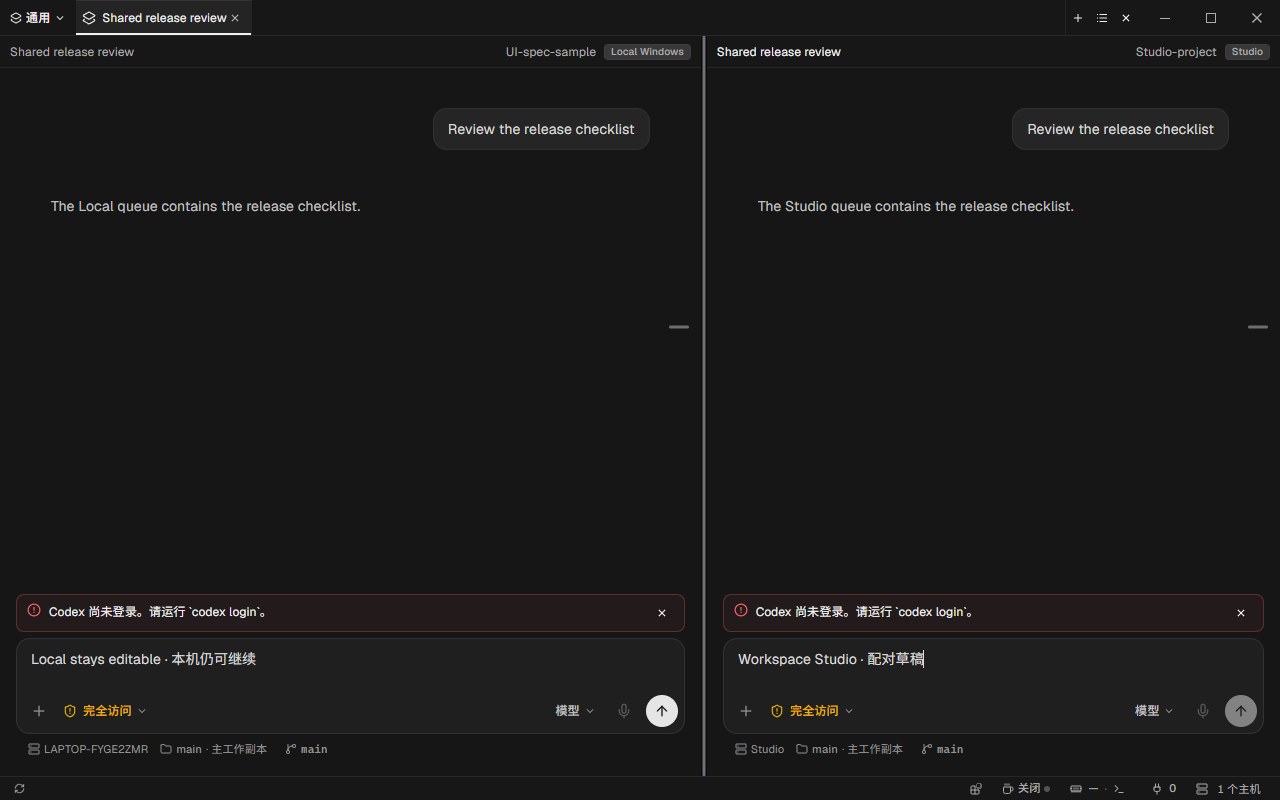 通用 Shared release review
Shared release review UI-spec-sample Local Windows
Review the release checklist
The Local queue contains the release checklist.
Codex 尚未登录。请运行 `codex login`。
Local stays editable · 本机仍可继续
完全访问 模型
LAPTOP-FYGE2ZMR main · 主工作副本 main
Shared release review Studio-project Studio
Review the release checklist
The Studio queue contains the release checklist.
Codex 尚未登录。请运行 `codex login`。
Workspace Studio · 配对草稿
完全访问 模型
Studio main · 主工作副本 main
关闭 — · 0 1 个主机